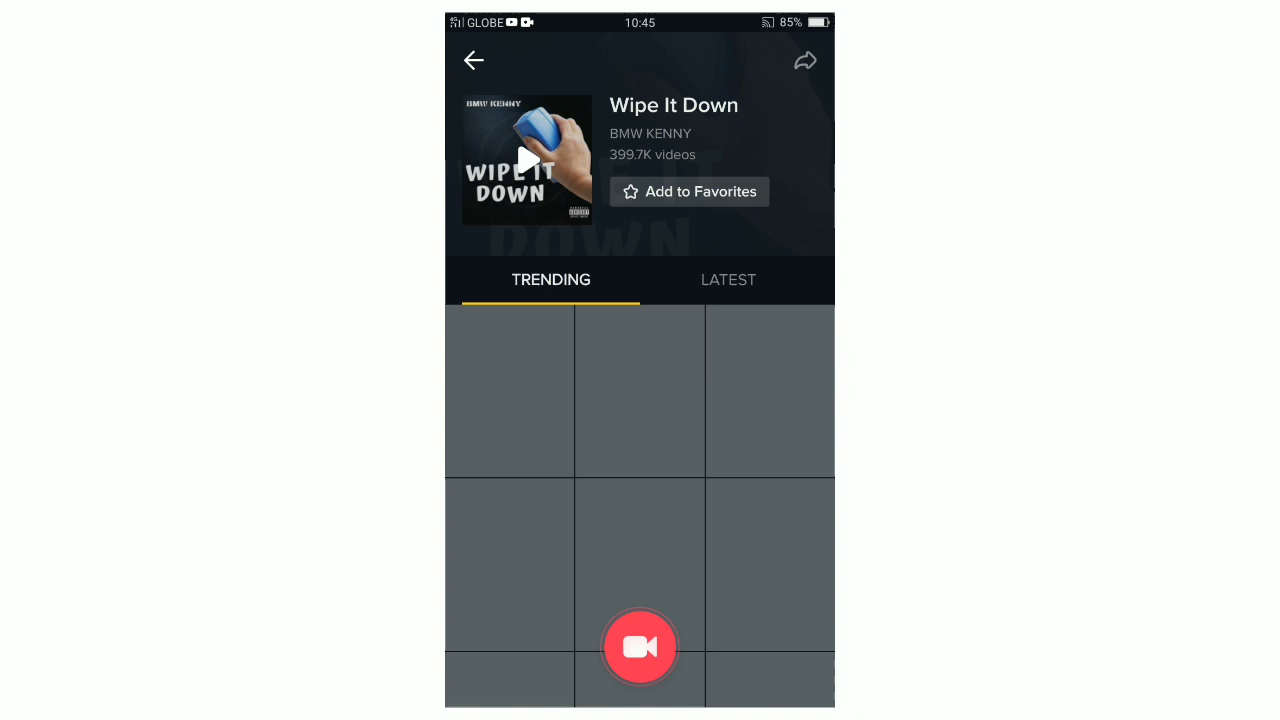 GLOBE
10:45
85%
BMW KENNY
WIPE IT
DOWN
Wipe It Down
BMW KENNY
399.7K videos
Add to Favorites
TRENDING
LATEST